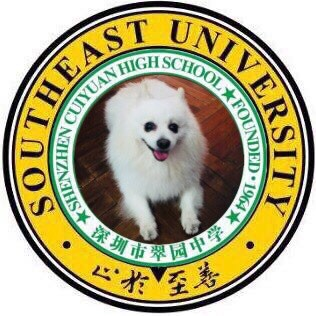 SOUTHEAST UNIVERSITY
SHENZHEN CUIYUAN HIGH SCHOOL
FOUNDED·1964
深圳市翠园中学
止於至善